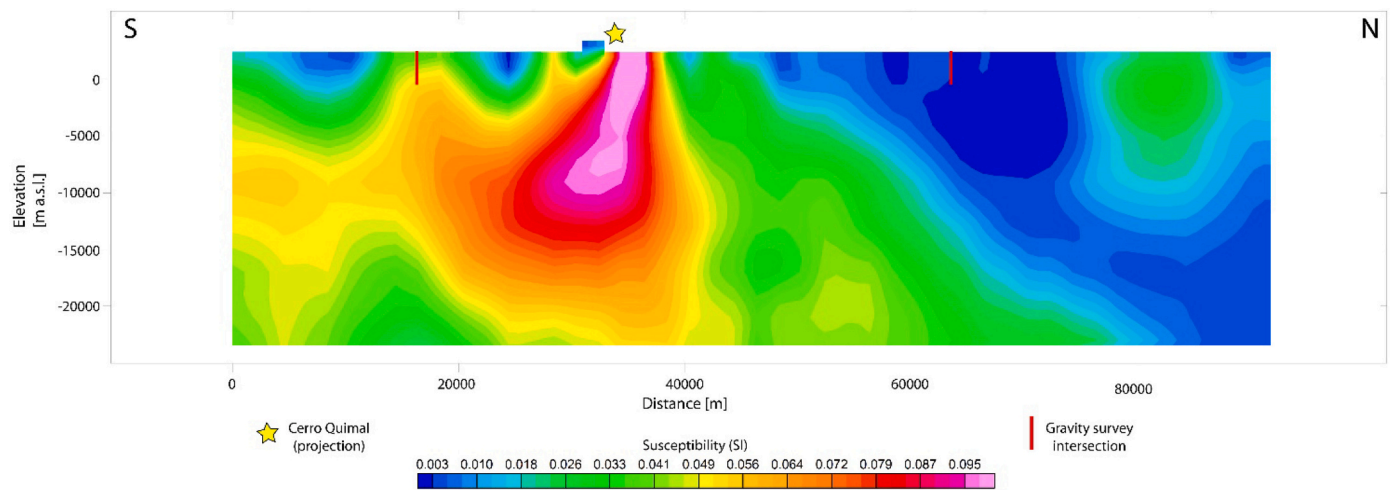 S
N
0
-5000
-10000
-15000
-20000
Elevation
[m a.s.l.]
0 20000 40000 60000 80000
Distance [m]
Cerro Quimal
(projection)
Gravity survey
intersection
Susceptibility (SI)
0.003 0.010 0.018 0.026 0.033 0.041 0.049 0.056 0.064 0.072 0.079 0.087 0.095